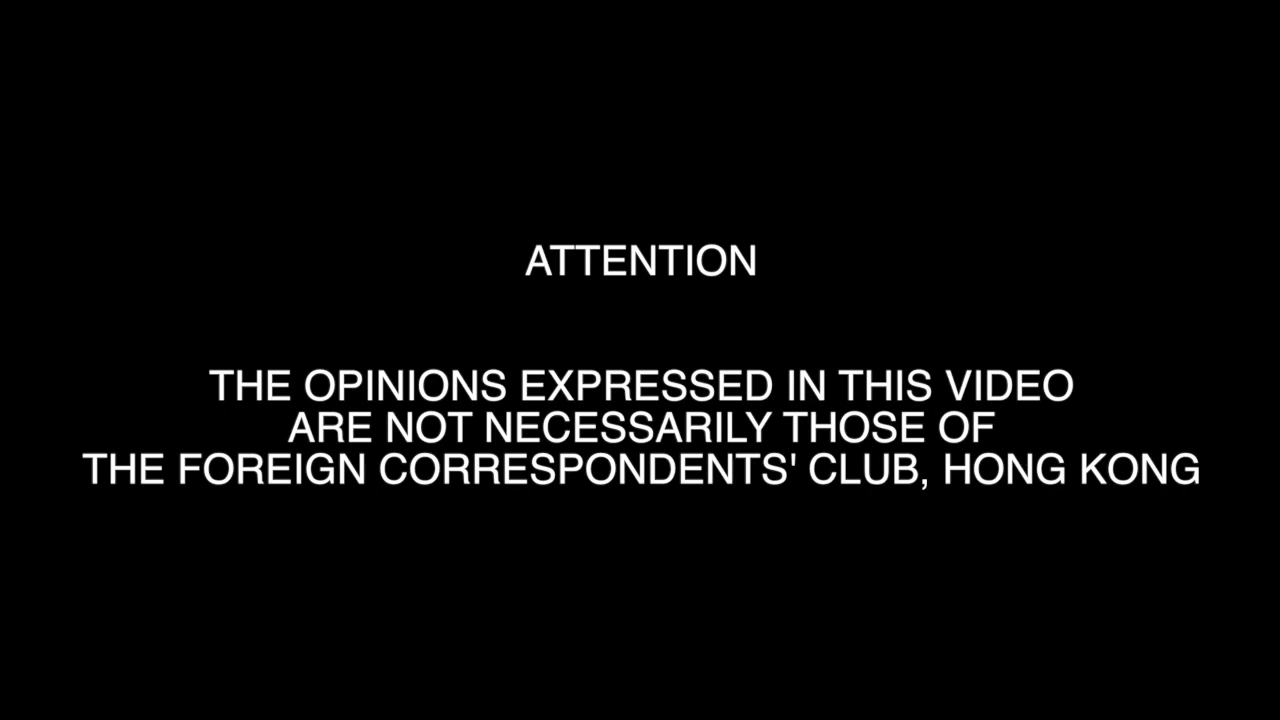 ATTENTION
THE OPINIONS EXPRESSED IN THIS VIDEO
ARE NOT NECESSARILY THOSE OF
THE FOREIGN CORRESPONDENTS' CLUB, HONG KONG